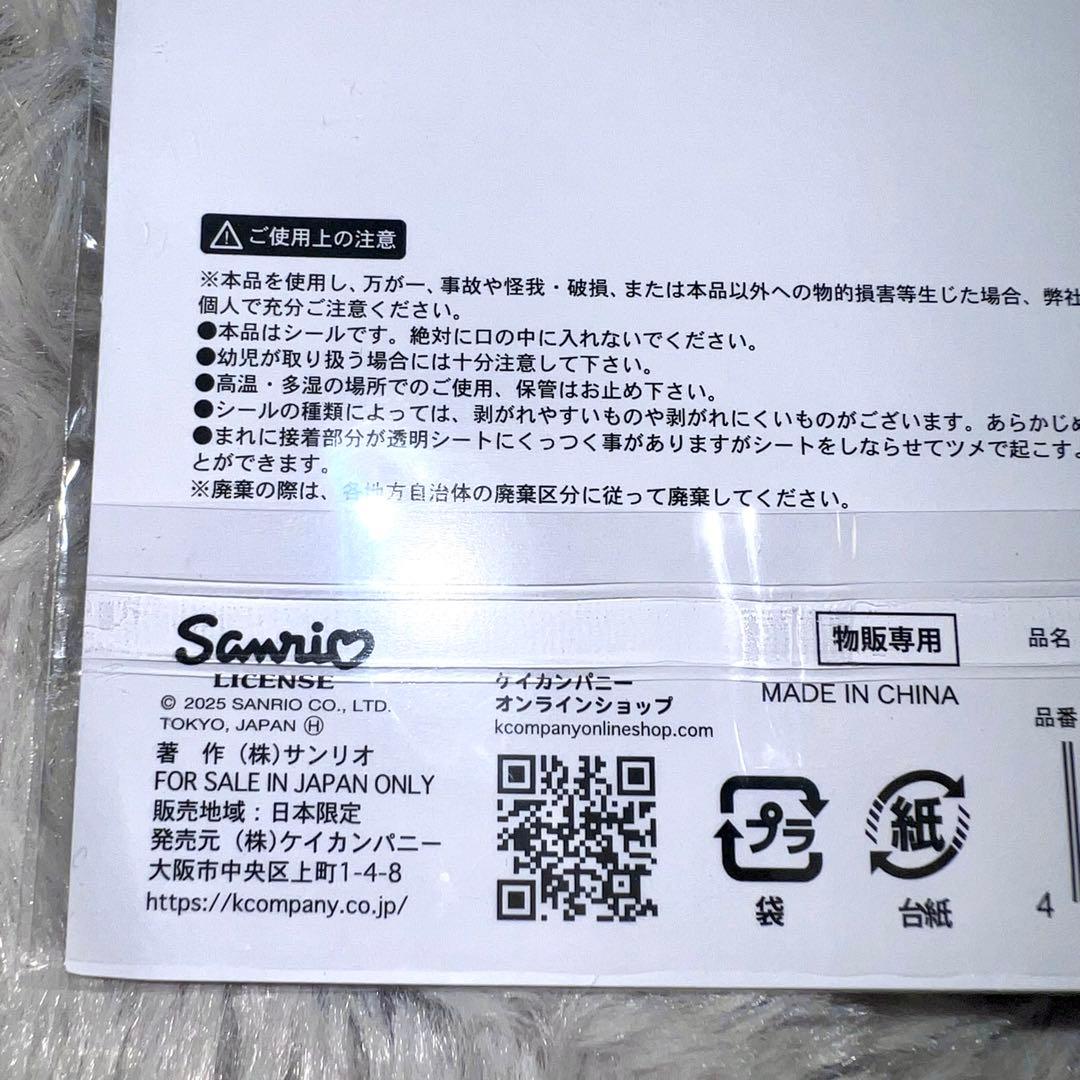 ご使用上の注意
※本品を使用し、万が一、事故や怪我・破損、または本品以外への物的損害等生じた場合、弊社
個人で充分ご注意ください。
●本品はシールです。絶対に口の中に入れないでください。
●幼児が取り扱う場合には十分注意して下さい。
●高温・多湿の場所でのご使用、保管はお止め下さい。
●シールの種類によっては、剥がれやすいものや剥がれにくいものがございます。あらかじめ
●まれに接着部分が透明シートにくっつく事がありますがシートをしならせてツメで起こすよ
とができます。
※廃棄の際は、各地方自治体の廃棄区分に従って廃棄してください。
Sanrio
LICENSE
© 2025 SANRIO CO., LTD.
TOKYO, JAPAN Ⓗ
著 作 (株)サンリオ
FOR SALE IN JAPAN ONLY
販売地域：日本限定
発売元 (株)ケイカンパニー
大阪市中央区上町1-4-8
https://kcompany.co.jp/
ケイカンパニー
オンラインショップ
kcompanyonlineshop.com
物販専用
MADE IN CHINA
プラ
袋
紙
台紙
品名
品番
4